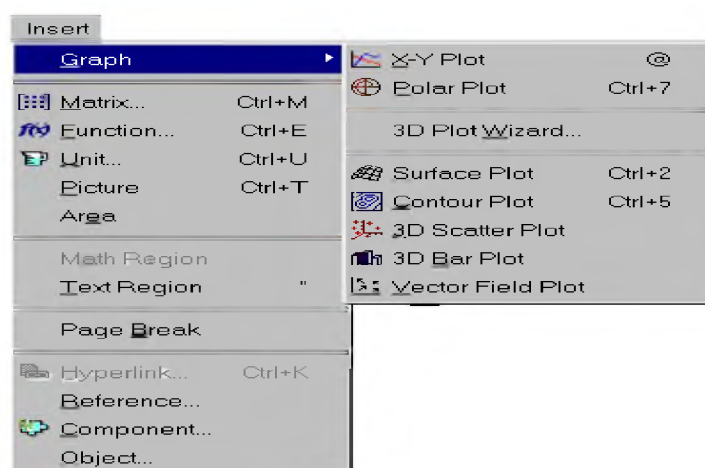 Insert
Graph
Matrix... Ctrl+M
f(x) Function... Ctrl+E
Unit... Ctrl+U
Picture Ctrl+T
Area
Math Region
Text Region "
Page Break
Hyperlink... Ctrl+K
Reference...
Component...
Object...
X-Y Plot @
Polar Plot Ctrl+7
3D Plot Wizard...
Surface Plot Ctrl+2
Contour Plot Ctrl+5
3D Scatter Plot
3D Bar Plot
Vector Field Plot